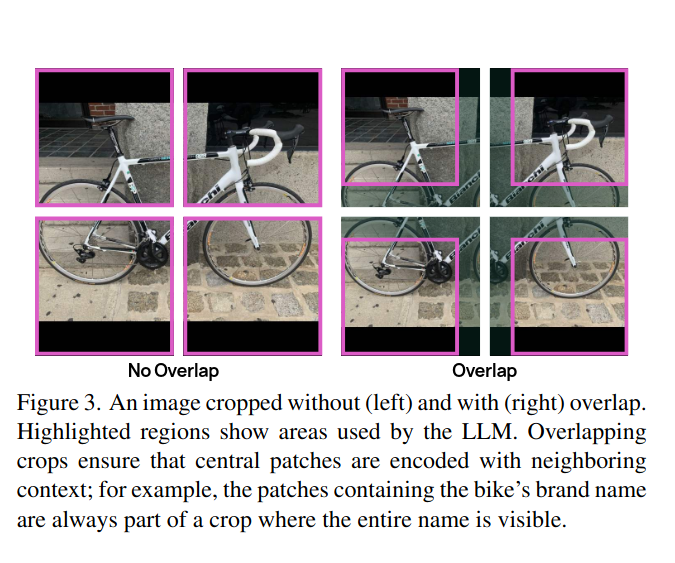 No Overlap
Overlap
Figure 3. An image cropped without (left) and with (right) overlap.
Highlighted regions show areas used by the LLM. Overlapping
crops ensure that central patches are encoded with neighboring
context; for example, the patches containing the bike's brand name
are always part of a crop where the entire name is visible.